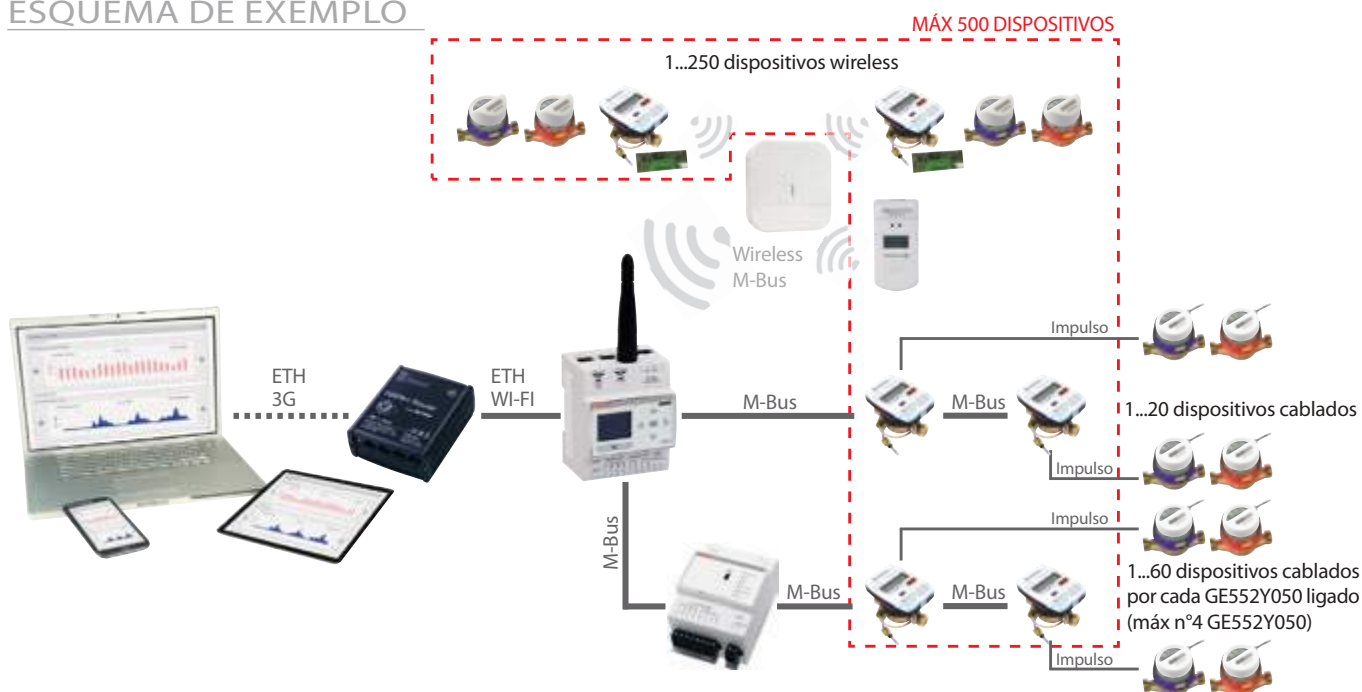 ESQUEMA DE EXEMPLO
MÁX 500 DISPOSITIVOS
1...250 dispositivos wireless
Wireless
M-Bus
Impulso
ETH
3G
ETH
WI-FI
M-Bus
M-Bus
1...20 dispositivos cablados
Impulso
Impulso
M-Bus
M-Bus
M-Bus
1...60 dispositivos cablados
por cada GE552Y050 ligado
(máx n°4 GE552Y050)
Impulso